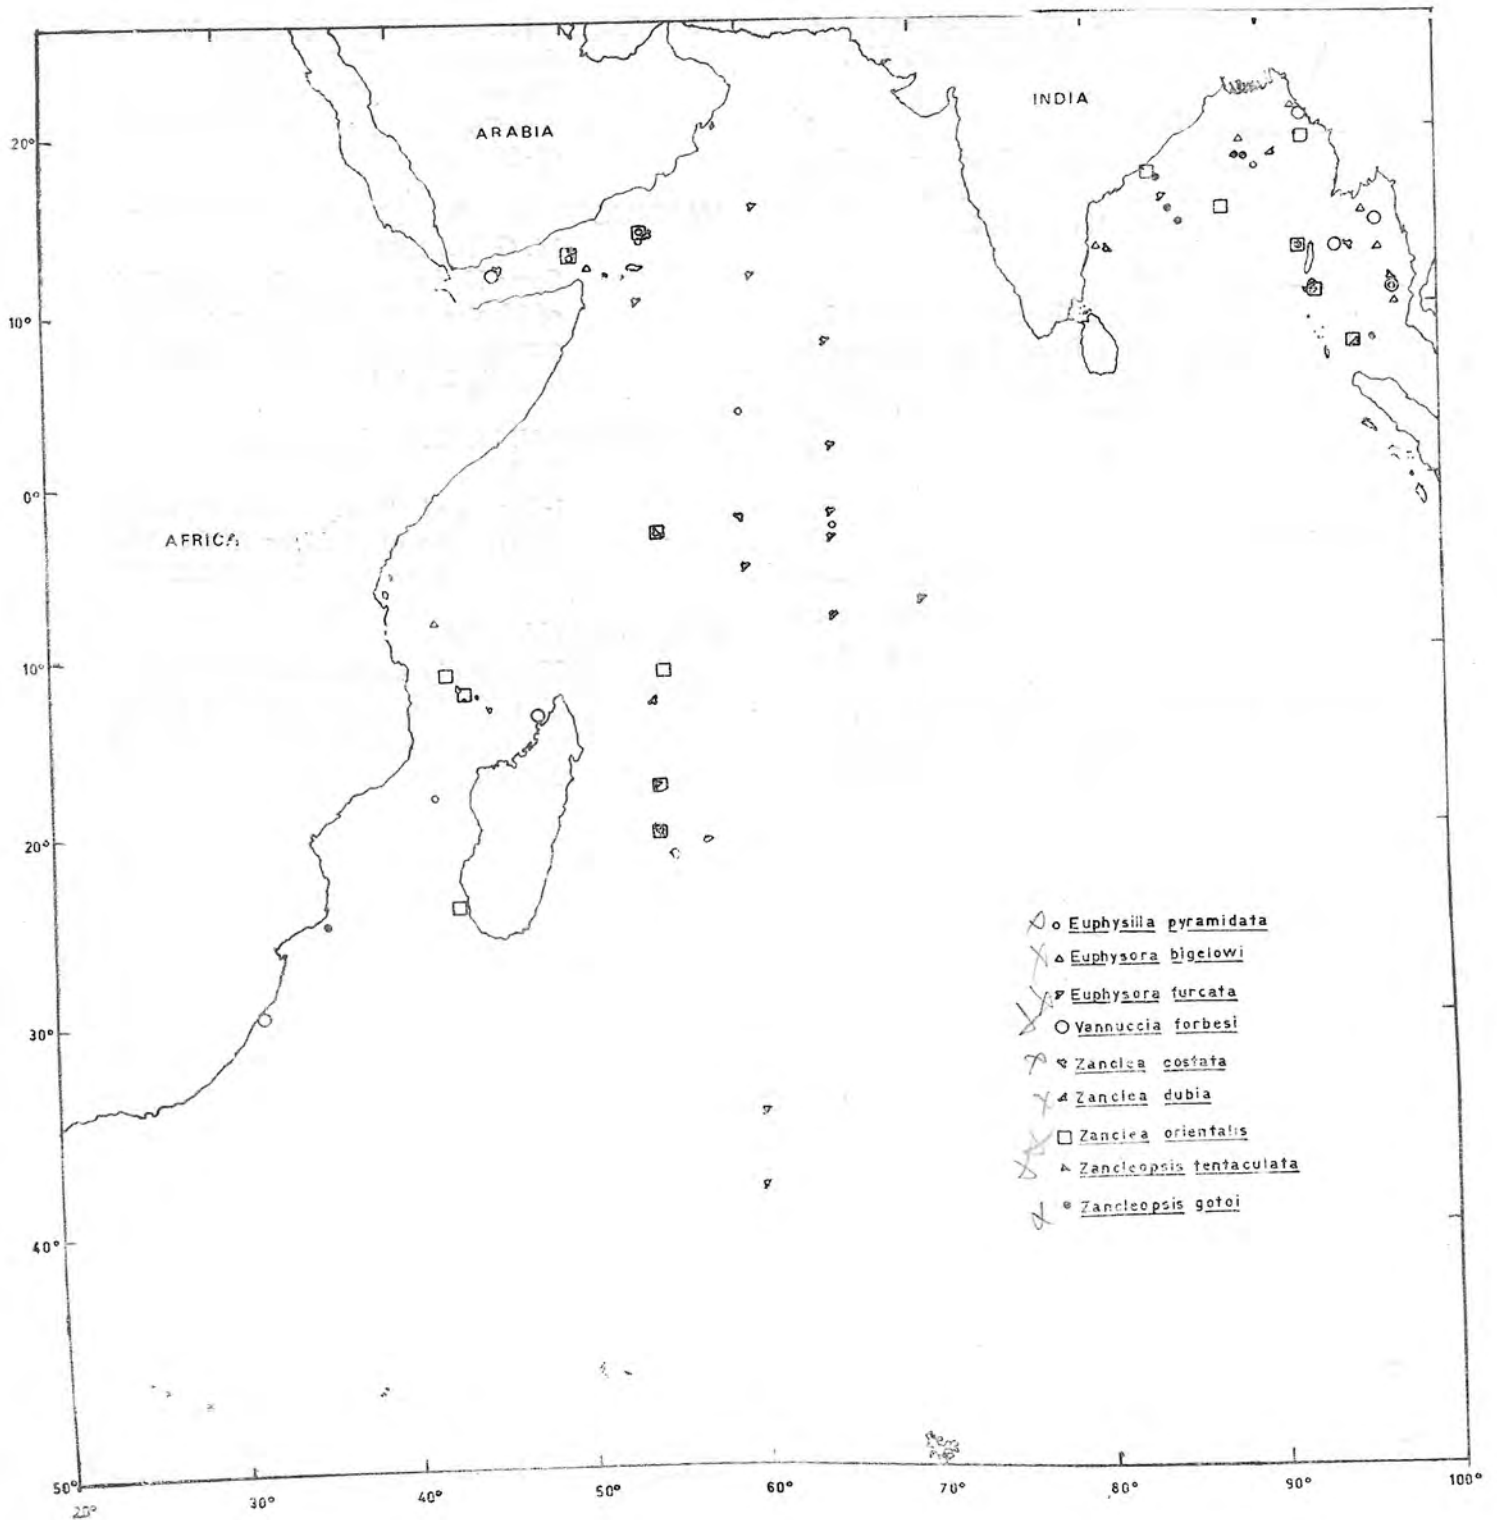 INDIA
ARABIA
20°
10°
0°
AFRICA
10°
20°
30°
40°
50°
Euphysilla pyramidata
Euphysora bigelowi
Euphysora furcata
Vannuccia forbesi
Zanclea costata
Zanclea dubia
Zanclea orientalis
Zancleopsis tentaculata
Zancleopsis gotoi
20° 30° 40° 50° 60° 70° 80° 90° 100°